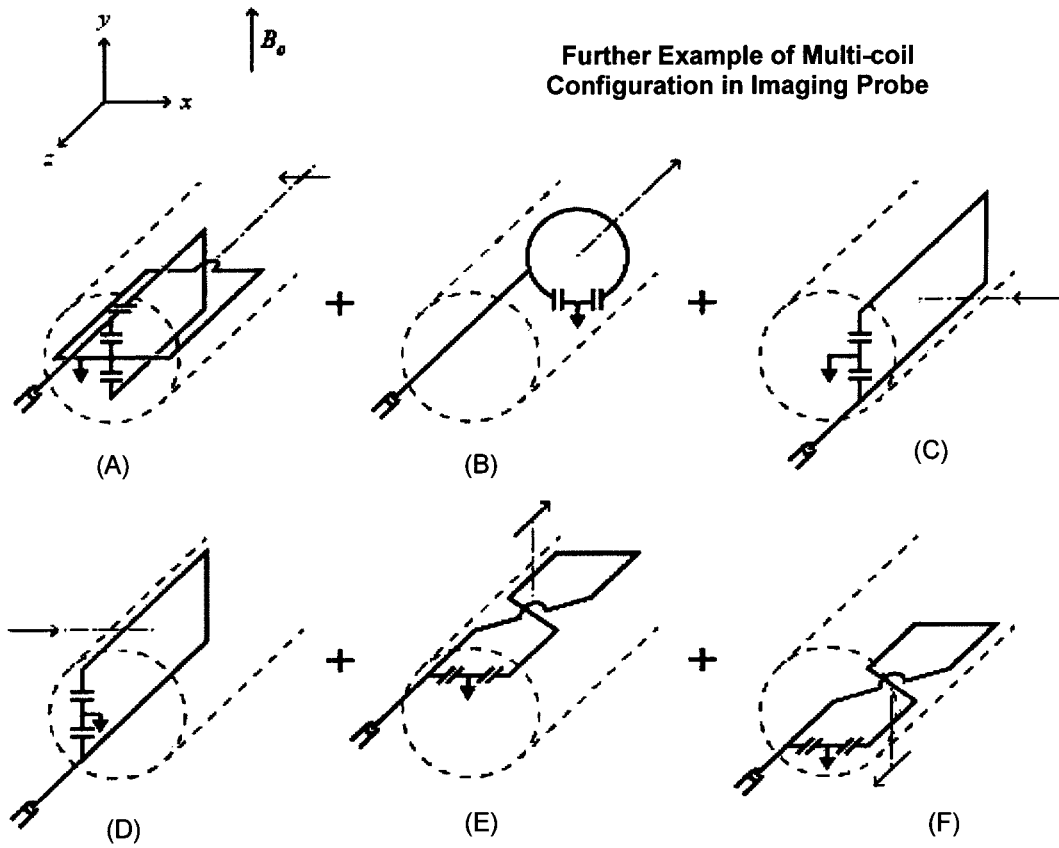 y
B₀
Further Example of Multi-coil
Configuration in Imaging Probe
x
z
+
+
(A)
(B)
(C)
+
+
(D)
(E)
(F)